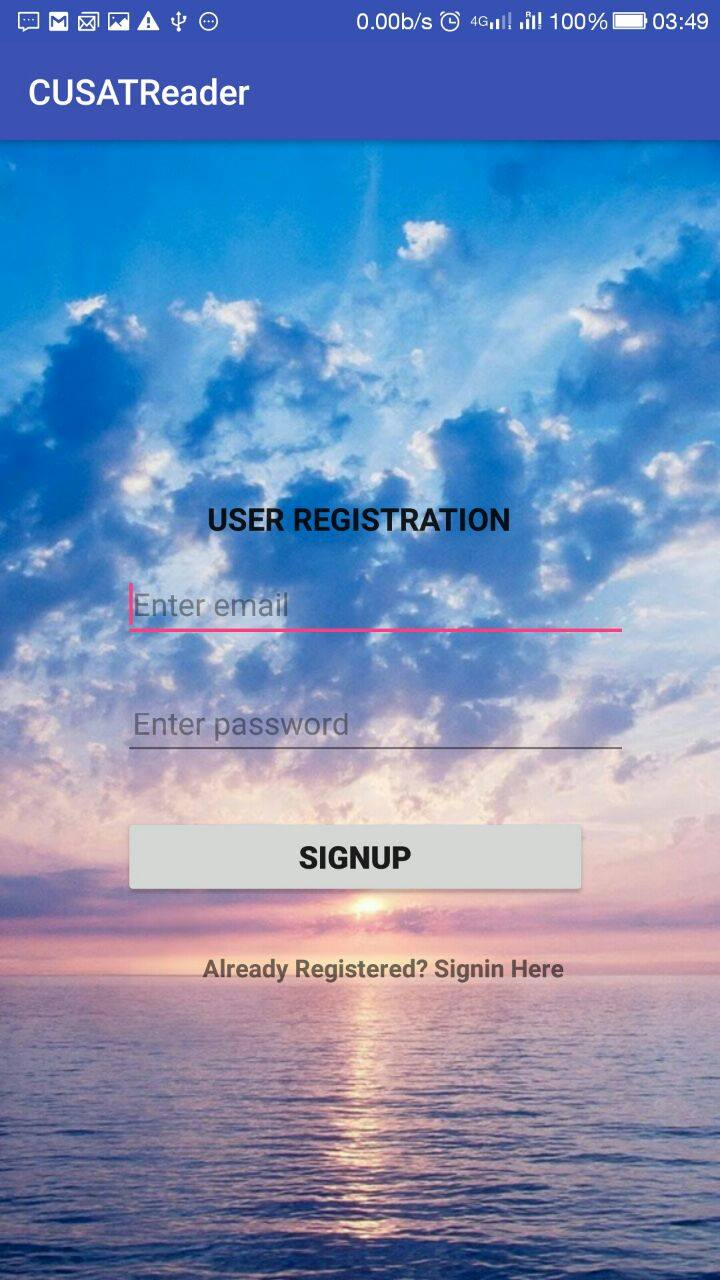 0.00b/s 4G R 100% 03:49
CUSATReader
USER REGISTRATION
Enter email
Enter password
SIGNUP
Already Registered? Signin Here